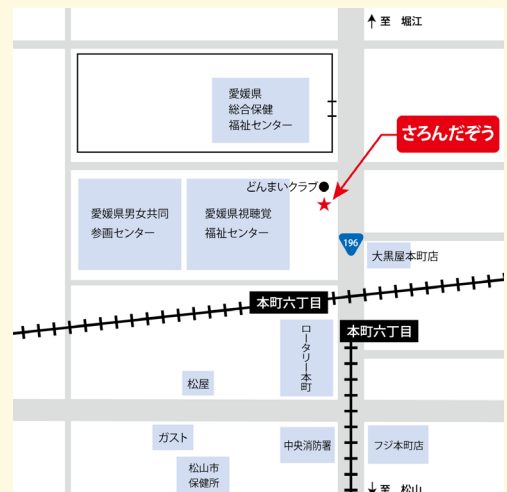 ↑至 堀江
愛媛県
総合保健
福祉センター
さろんだぞう
どんまいクラブ
愛媛県男女共同
参画センター
愛媛県視聴覚
福祉センター
196
大黒屋本町店
本町六丁目
ロータリー本町
本町六丁目
松屋
ガスト
中央消防署
フジ本町店
松山市
保健所
↓至 松山